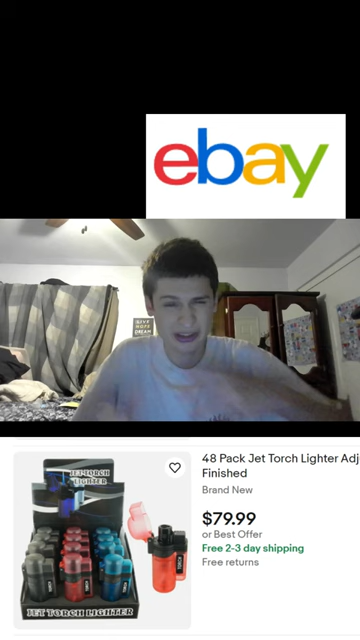 ebay
48 Pack Jet Torch Lighter Adj
Finished
Brand New
$79.99
or Best Offer
Free 2-3 day shipping
Free returns
JET TORCH
LIGHTER
TORCH
JET TORCH LIGHTER